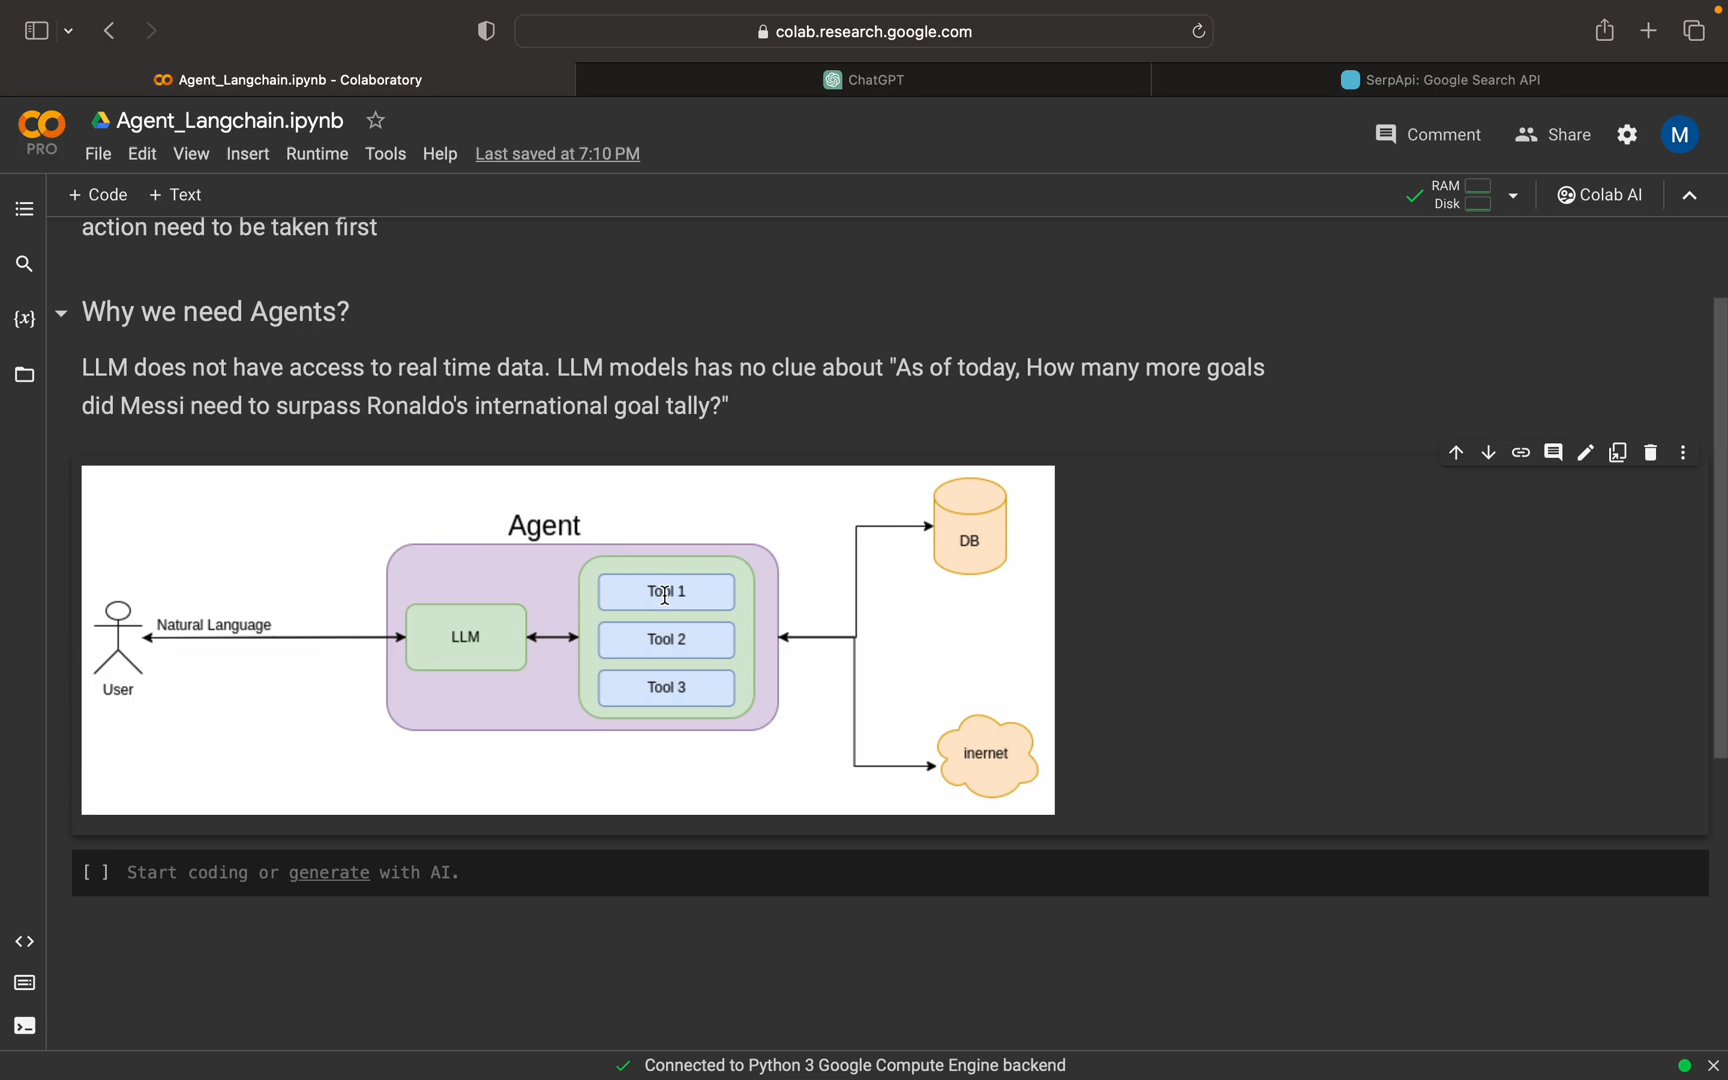 colab.research.google.com
Agent_Langchain.ipynb - Colaboratory
ChatGPT
SerpApi: Google Search API
PRO
Agent_Langchain.ipynb
File Edit View Insert Runtime Tools Help Last saved at 7:10 PM
Comment
Share
M
+ Code + Text
RAM
Disk
Colab AI
action need to be taken first
{x}
Why we need Agents?
LLM does not have access to real time data. LLM models has no clue about "As of today, How many more goals
did Messi need to surpass Ronaldo's international goal tally?"
Agent
DB
Tool 1
Natural Language
LLM
Tool 2
User
Tool 3
inernet
[ ] Start coding or generate with AI.
Connected to Python 3 Google Compute Engine backend